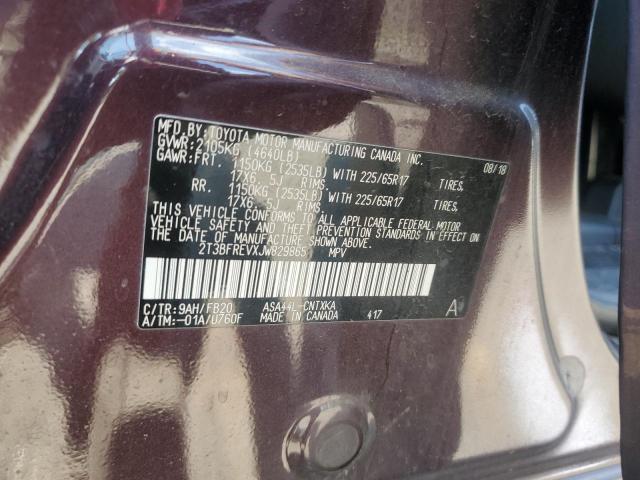 MFD.BY:TOYOTA MOTOR MANUFACTURING CANADA INC. 08/18
GVWR: 2105KG (4640LB)
GAWR:FRT. 1150KG (2535LB) WITH 225/65R17 TIRES,
17X6.5J RIMS.
RR. 1150KG (2535LB) WITH 225/65R17 TIRES,
17X6.5J RIMS.
THIS VEHICLE CONFORMS TO ALL APPLICABLE FEDERAL MOTOR
VEHICLE SAFETY AND THEFT PREVENTION STANDARDS IN EFFECT ON
THE DATE OF MANUFACTURE SHOWN ABOVE.
2T3BFREVXJW829865 MPV
C/TR:9AH/FB20 ASA44L-CNTXKA
A/TM:-01A/U760F MADE IN CANADA 417 A